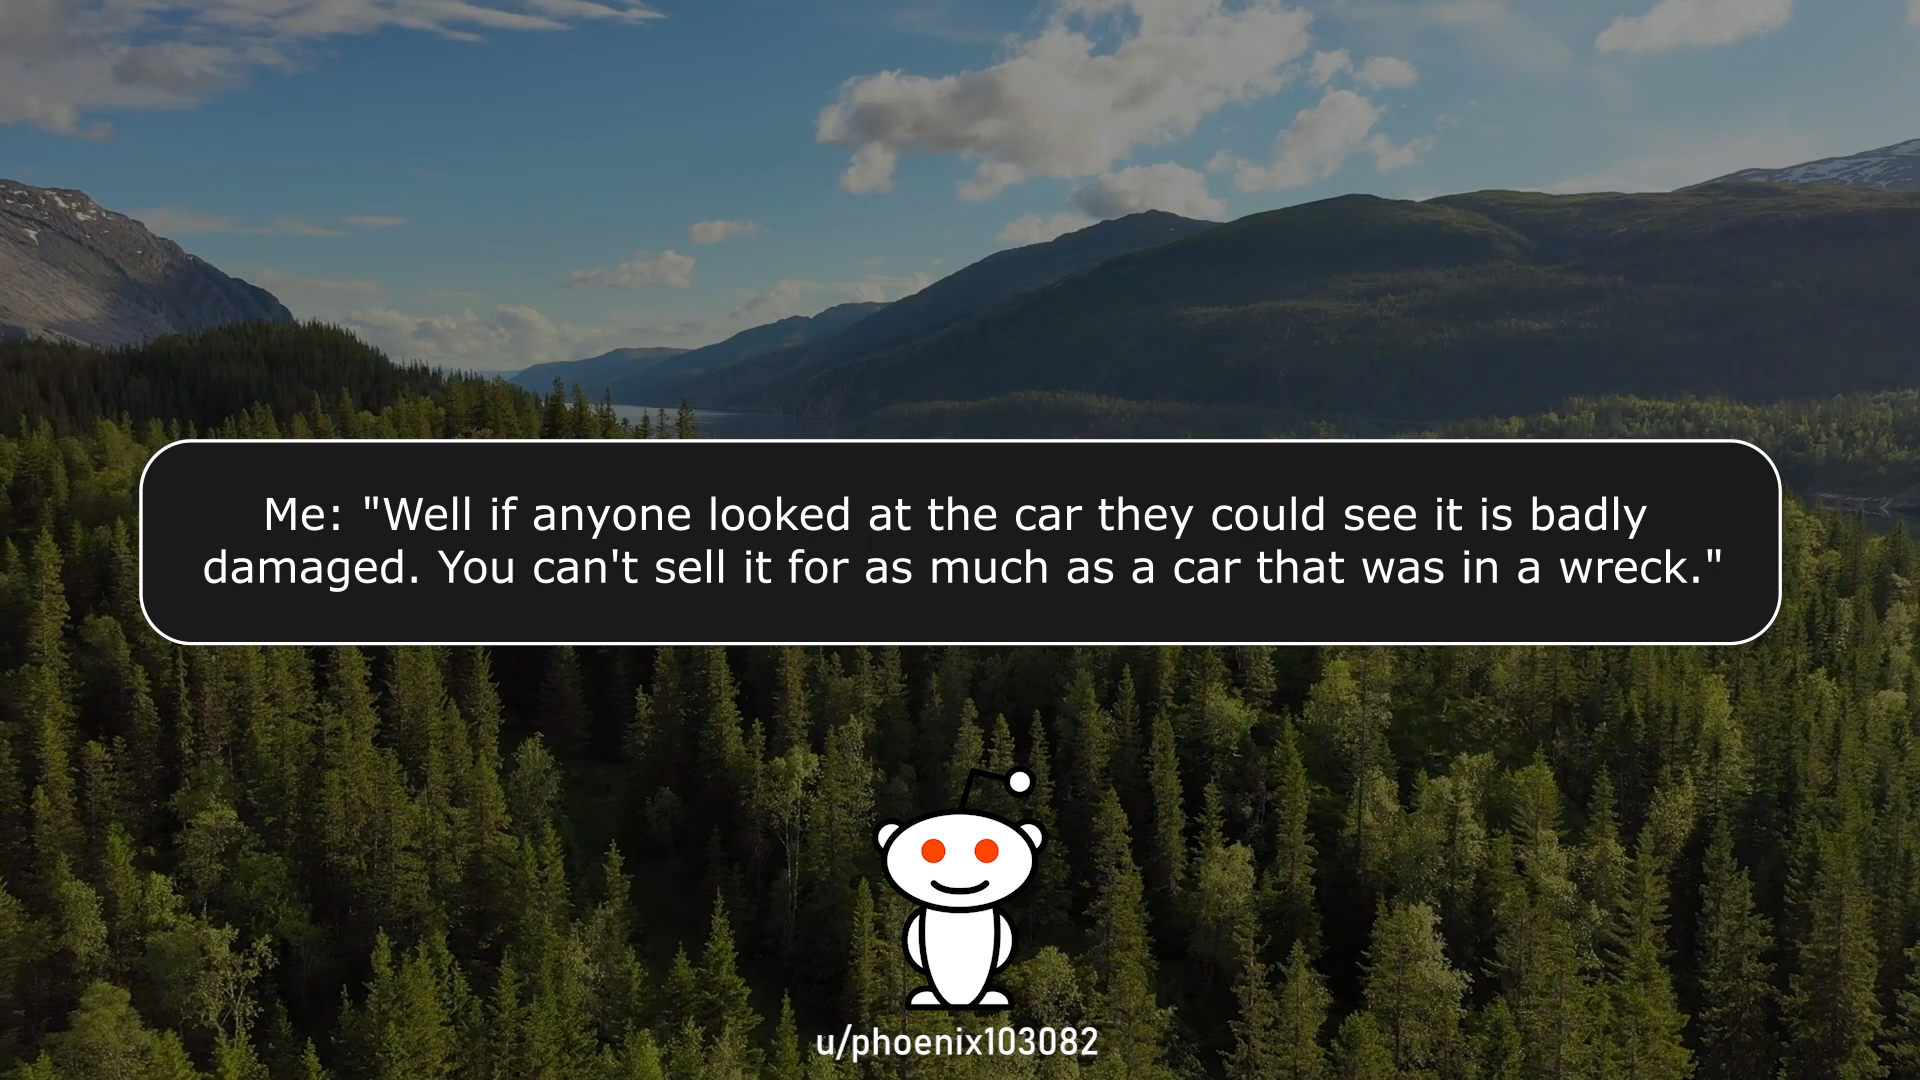 Me: "Well if anyone looked at the car they could see it is badly
damaged. You can't sell it for as much as a car that was in a wreck."
u/phoenix103082